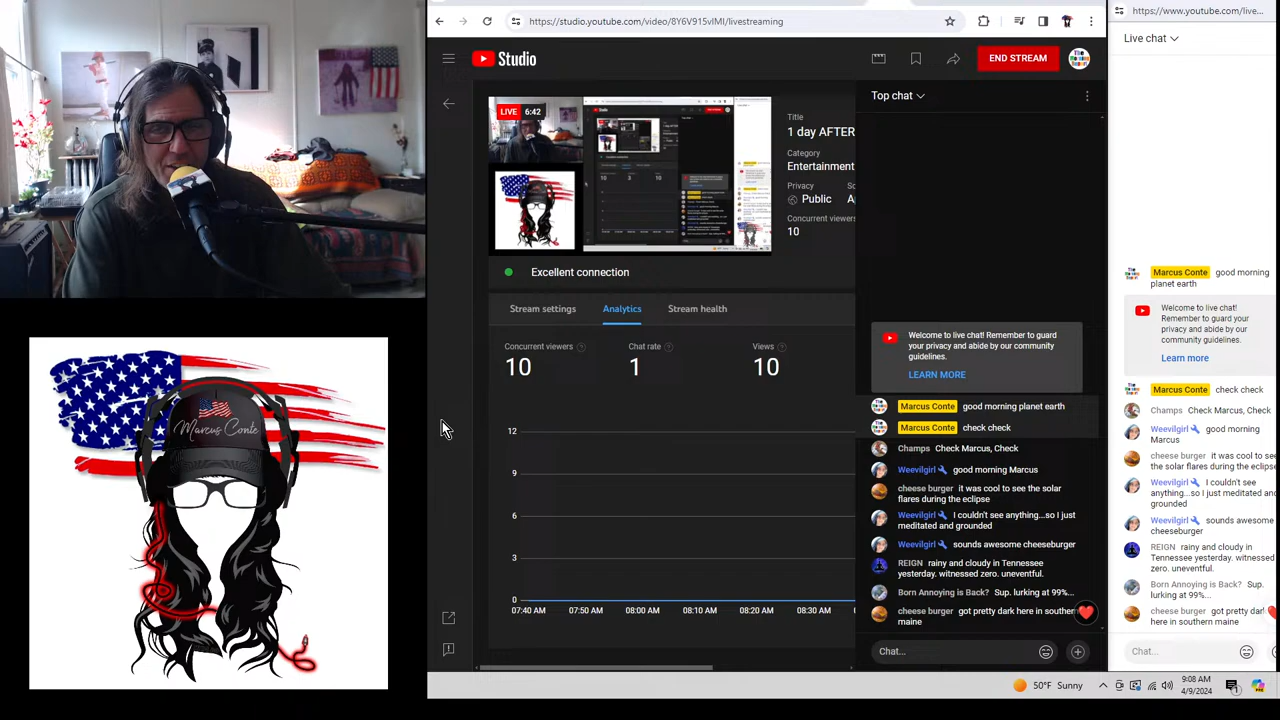 https://studio.youtube.com/video/8Y6V915vIMI/livestreaming
Studio
END STREAM
LIVE 6:42
Title
1 day AFTER
Category
Entertainment
Privacy
Public
Concurrent viewers
10
Excellent connection
Stream settings Analytics Stream health
Concurrent viewers Chat rate Views
10 1 10
12
9
6
3
0
07:40 AM 07:50 AM 08:00 AM 08:10 AM 08:20 AM 08:30 AM
Top chat
Welcome to live chat! Remember to guard
your privacy and abide by our community
guidelines.
LEARN MORE
Marcus Conte good morning planet earth
Marcus Conte check check
Champs Check Marcus, Check
Weevilgirl good morning Marcus
cheese burger it was cool to see the solar
flares during the eclipse
Weevilgirl I couldn't see anything...so I just
meditated and grounded
Weevilgirl sounds awesome cheeseburger
REIGN rainy and cloudy in Tennessee
yesterday. witnessed zero. uneventful.
Born Annoying is Back? Sup. lurking at 99%...
cheese burger got pretty dark here in southern
maine
Chat...
https://www.youtube.com/live...
Live chat
Marcus Conte good morning
planet earth
Welcome to live chat!
Remember to guard your
privacy and abide by our
community guidelines.
Learn more
Marcus Conte check check
Champs Check Marcus, Check
Weevilgirl good morning
Marcus
cheese burger it was cool to see
the solar flares during the eclipse
Weevilgirl I couldn't see
anything...so I just meditated and
grounded
Weevilgirl sounds awesome
cheeseburger
REIGN rainy and cloudy in
Tennessee yesterday. witnessed
zero. uneventful.
Born Annoying is Back? Sup.
lurking at 99%...
cheese burger got pretty dark
here in southern maine
Chat...
50°F Sunny
9:08 AM
4/9/2024
Marcus Conte